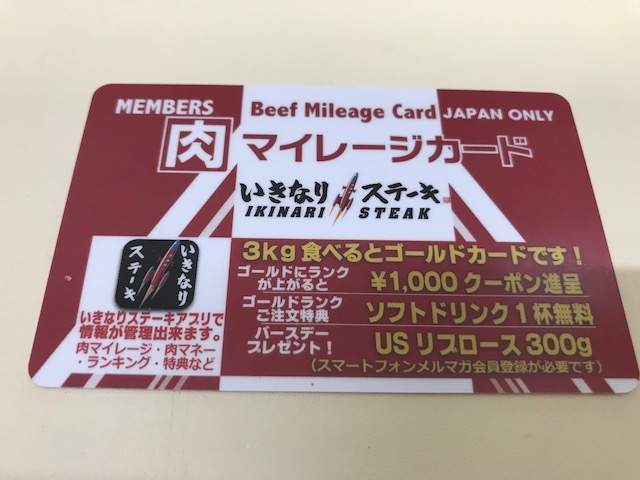 MEMBERS Beef Mileage Card JAPAN ONLY
肉 マイレージカード
いきなり ステーキ
IKINARI STEAK
いきなり
ステーキ
いきなりステーキアプリで
情報が管理出来ます。
肉マイレージ・肉マネー
・ランキング・特典など
3kg食べるとゴールドカードです！
ゴールドにランク
が上がると
¥1,000クーポン進呈
ゴールドランク
ご注文特典
ソフトドリンク1杯無料
バースデー
プレゼント！
USリブロース300g
(スマートフォンメルマガ会員登録が必要です)